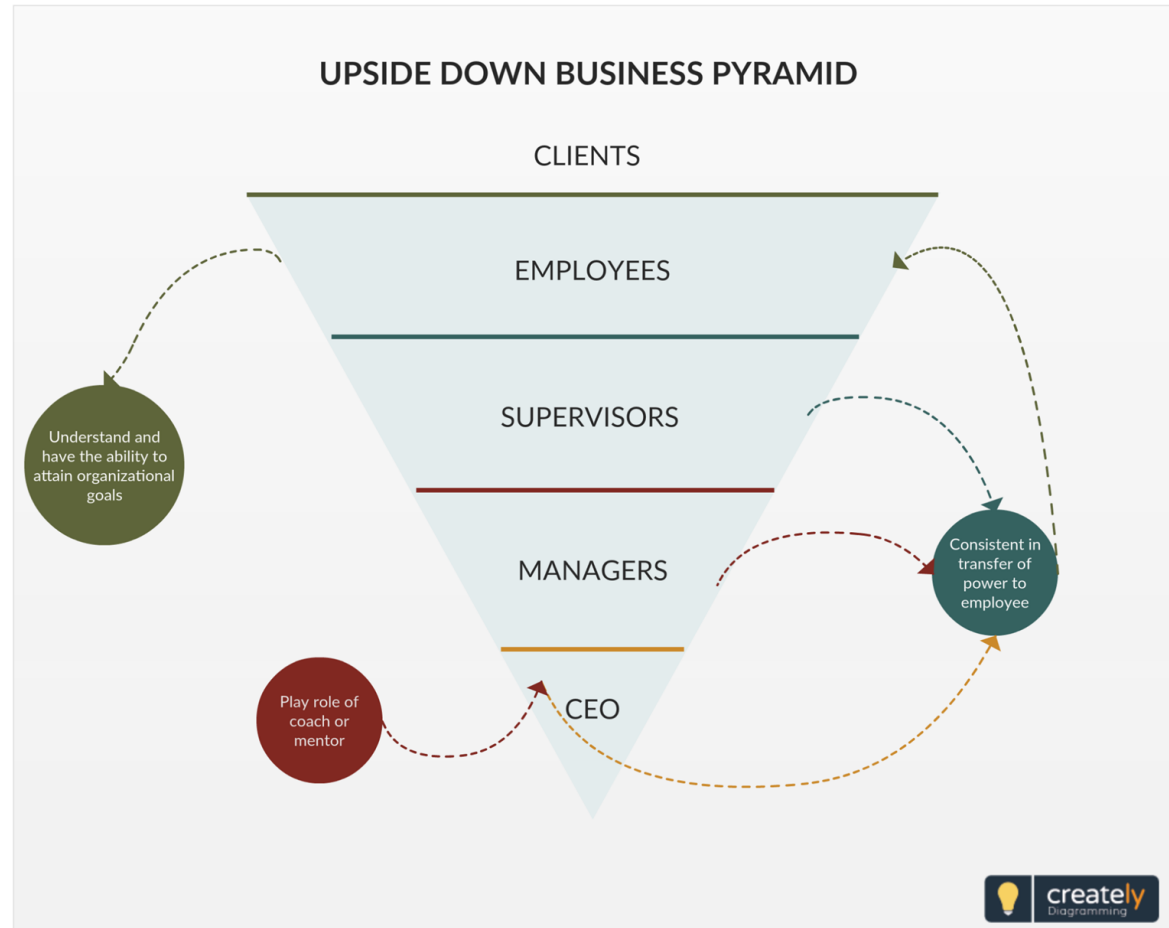 UPSIDE DOWN BUSINESS PYRAMID
CLIENTS
EMPLOYEES
SUPERVISORS
Understand and
have the ability to
attain organizational
goals
MANAGERS
Consistent in
transfer of
power to
employee
Play role of
coach or
mentor
CEO
creately
Diagramming